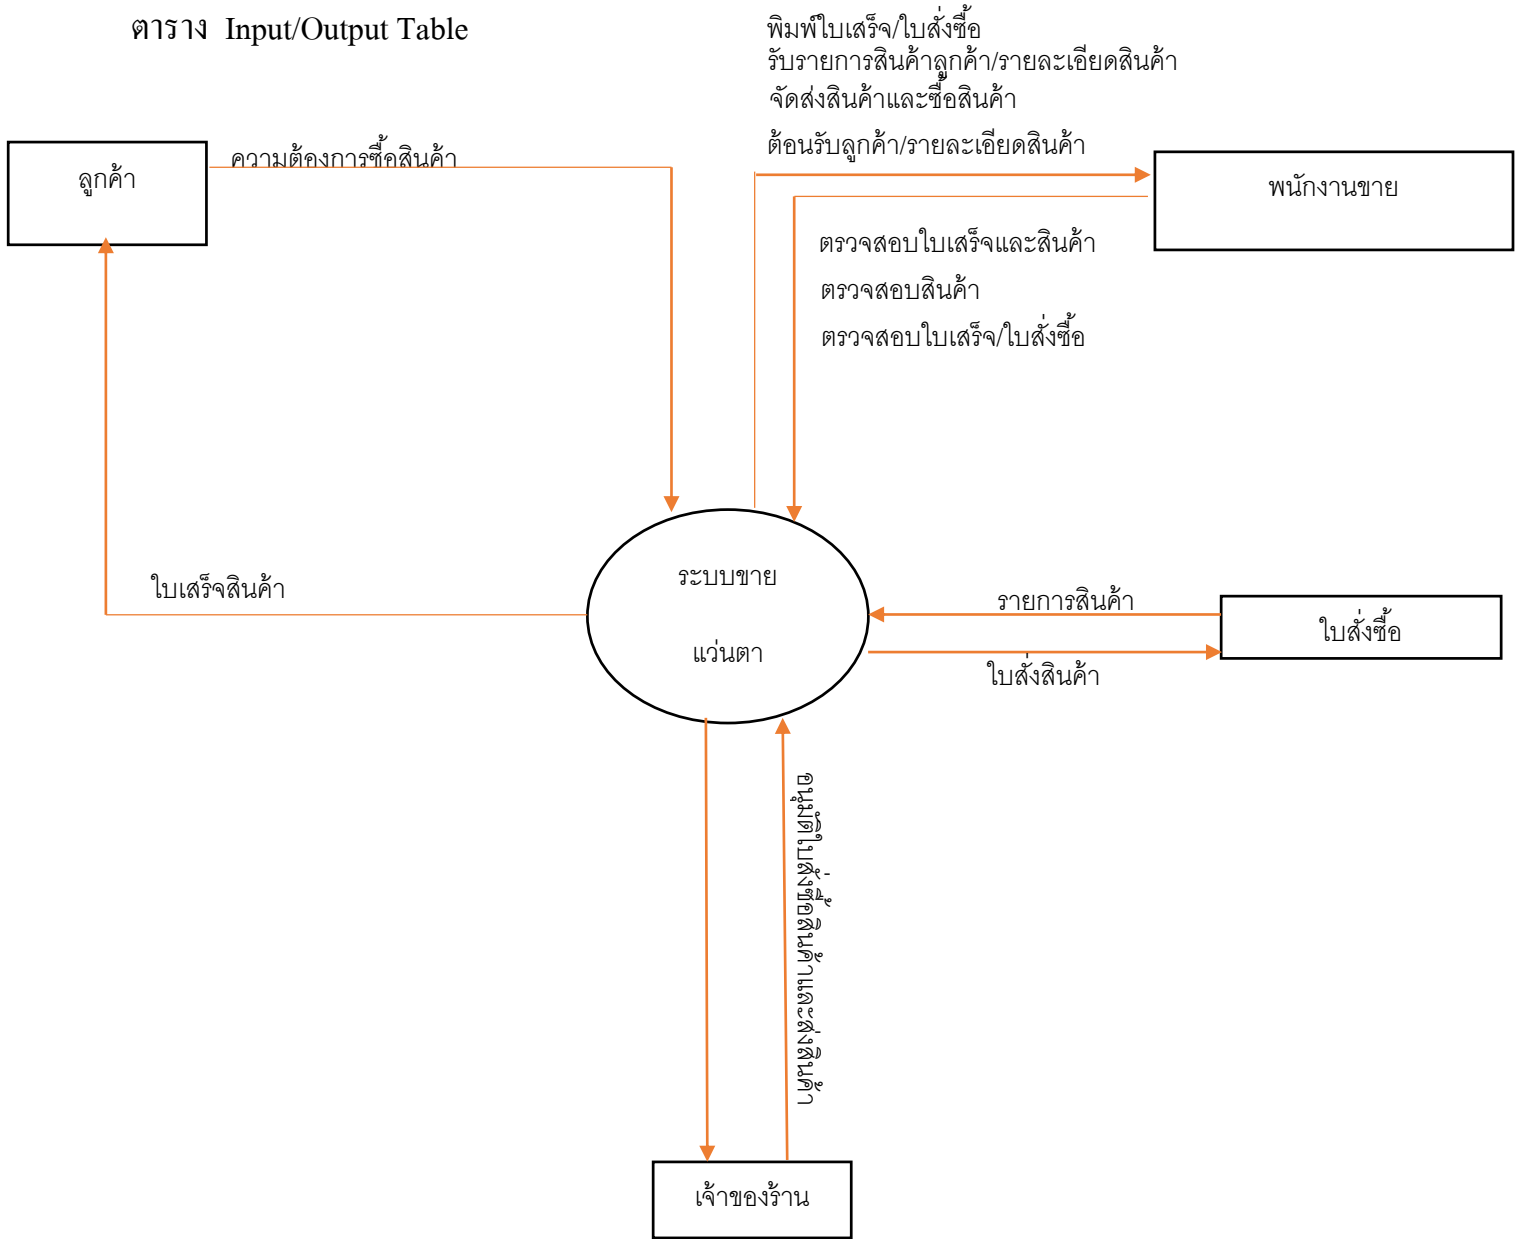 ตาราง Input/Output Table
พิมพ์ใบเสร็จ/ใบสั่งซื้อ
รับรายการสินค้าลูกค้า/รายละเอียดสินค้า
จัดส่งสินค้าและซื้อสินค้า
ต้อนรับลูกค้า/รายละเอียดสินค้า
ความต้องการซื้อสินค้า
ลูกค้า
พนักงานขาย
ตรวจสอบใบเสร็จและสินค้า
ตรวจสอบสินค้า
ตรวจสอบใบเสร็จ/ใบสั่งซื้อ
ใบเสร็จสินค้า
ระบบขาย
แว่นตา
รายการสินค้า
ใบสั่งซื้อ
ใบสั่งสินค้า
อนุมัติใบสั่งซื้อสินค้าและส่งสินค้า
เจ้าของร้าน